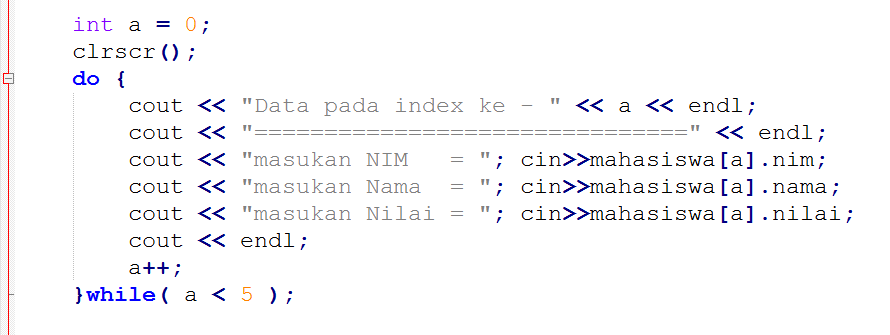 int a = 0;
clrscr();
do {
    cout << "Data pada index ke - " << a << endl;
    cout << "===============================" << endl;
    cout << "masukan NIM   = "; cin>>mahasiswa[a].nim;
    cout << "masukan Nama  = "; cin>>mahasiswa[a].nama;
    cout << "masukan Nilai = "; cin>>mahasiswa[a].nilai;
    cout << endl;
    a++;
}while( a < 5 );